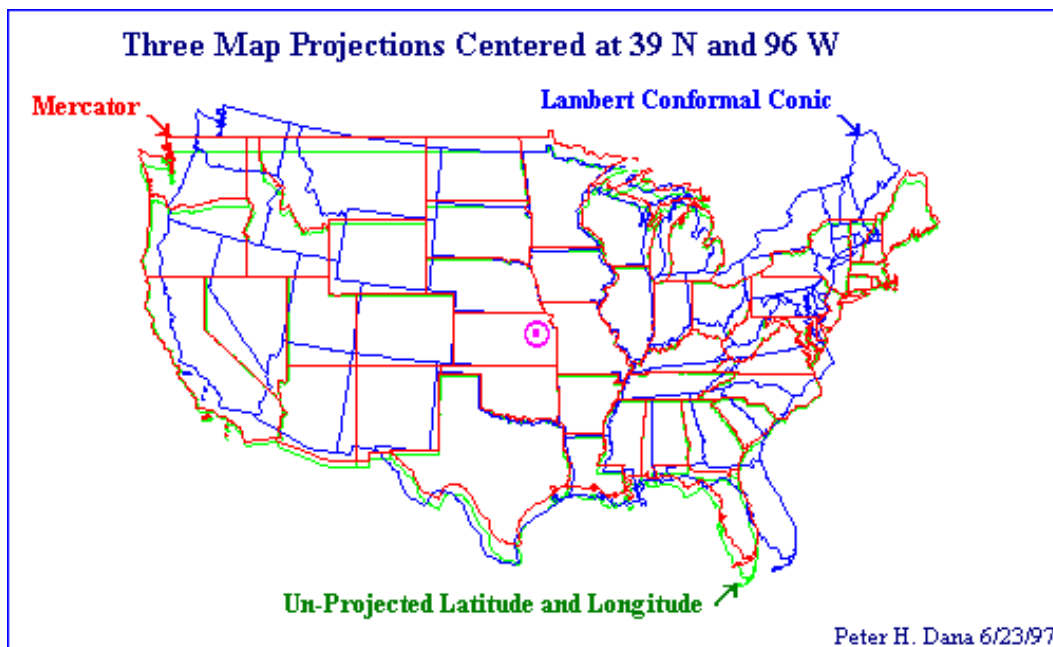 Three Map Projections Centered at 39 N and 96 W
Mercator
Lambert Conformal Conic
Un-Projected Latitude and Longitude
Peter H. Dana 6/23/97